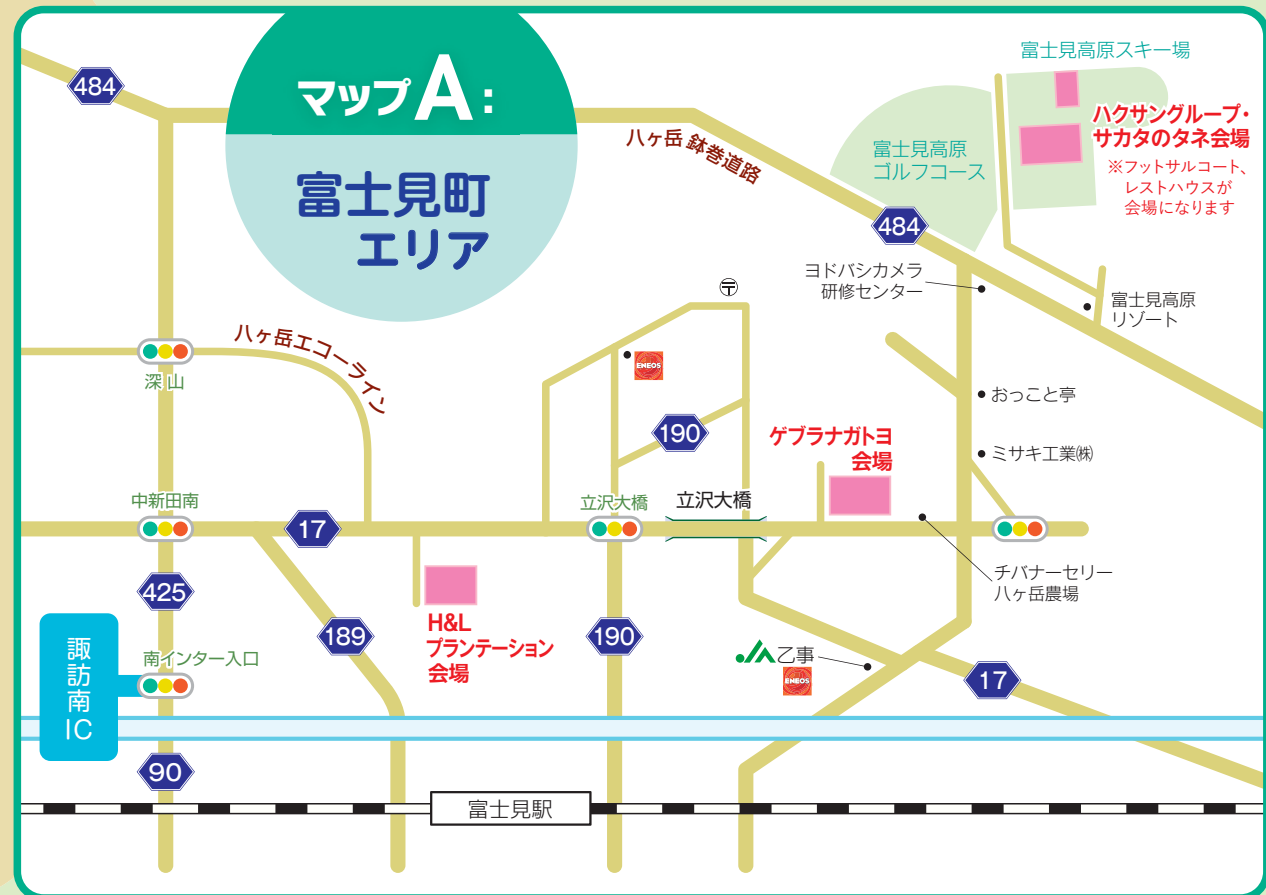 マップA:
富士見町
エリア
484
八ヶ岳 鉢巻道路
富士見高原スキー場
ハクサングループ・
サカタのタネ会場
※フットサルコート、
レストハウスが
会場になります
富士見高原
ゴルフコース
484
ヨドバシカメラ
研修センター
富士見高原
リゾート
〒
八ヶ岳エコーライン
深山
ENEOS
おっこと亭
190
ゲブラナガトヨ
会場
ミサキ工業㈱
中新田南
17
立沢大橋
立沢大橋
チバナーセリー
八ヶ岳農場
425
H&L
プランテーション
会場
189
190
諏訪南IC
南インター入口
JA乙事
ENEOS
17
90
富士見駅